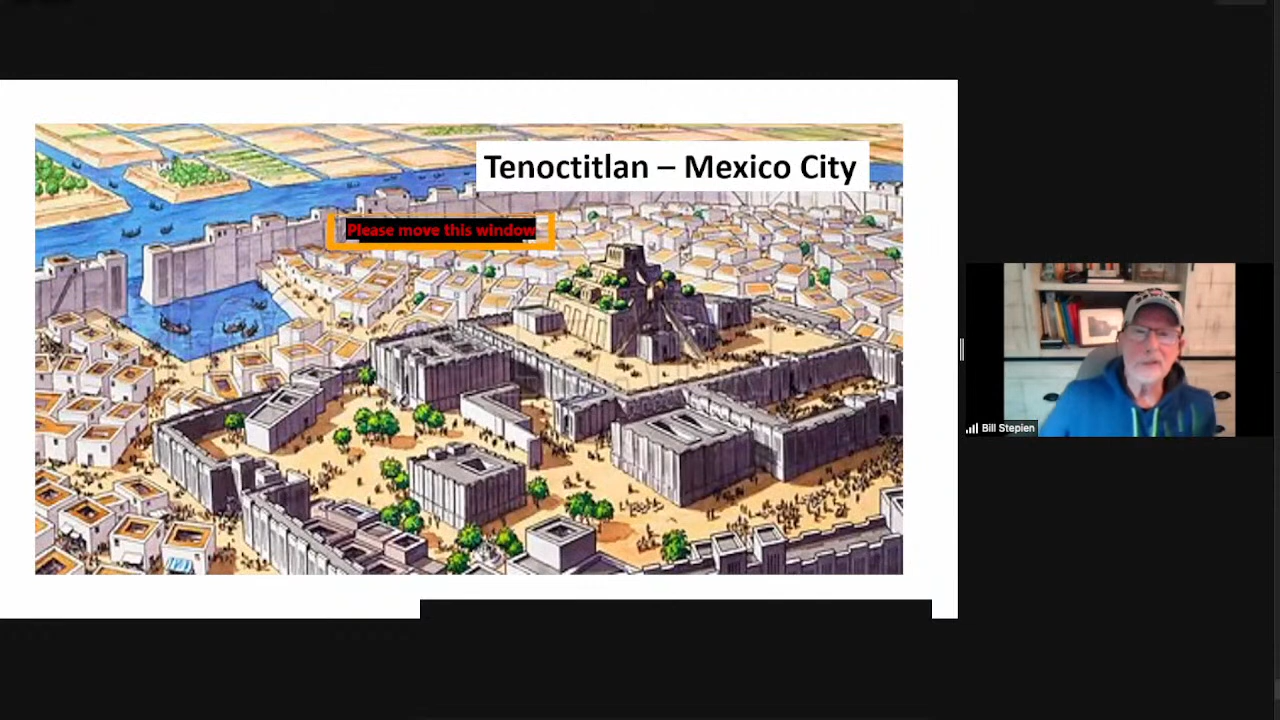 Tenoctitlan – Mexico City
Please move this window
Bill Stepien